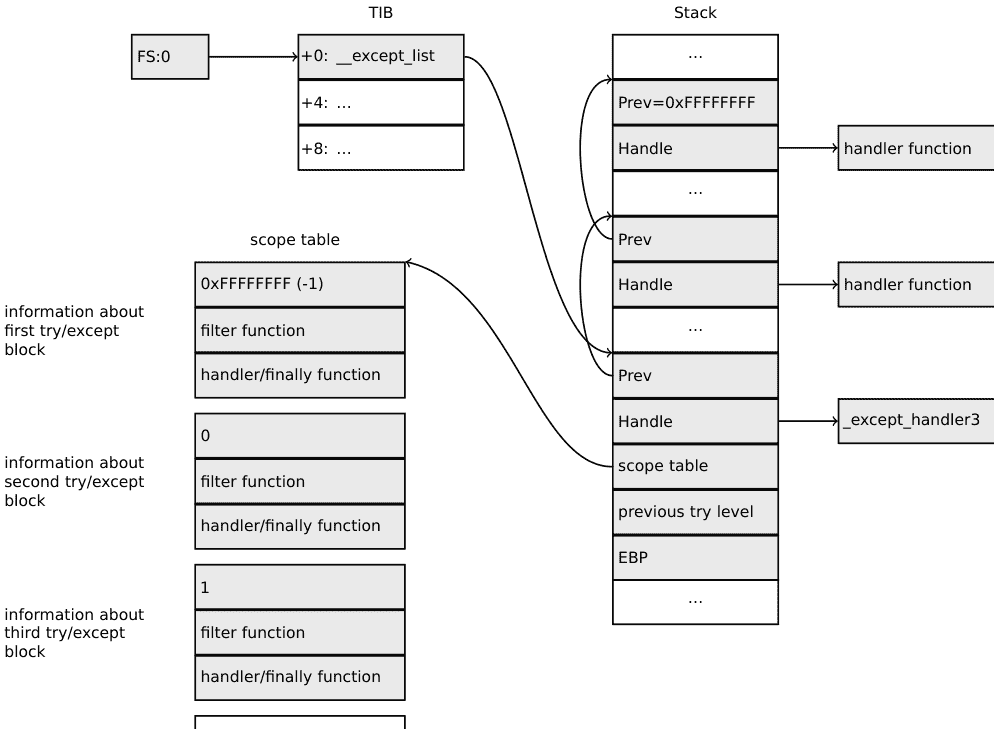 TIB
Stack
FS:0
+0: __except_list
+4: ...
+8: ...
...
Prev=0xFFFFFFFF
Handle
handler function
...
Prev
Handle
handler function
...
Prev
Handle
_except_handler3
scope table
previous try level
EBP
...
scope table
information about
first try/except
block
0xFFFFFFFF (-1)
filter function
handler/finally function
information about
second try/except
block
0
filter function
handler/finally function
information about
third try/except
block
1
filter function
handler/finally function